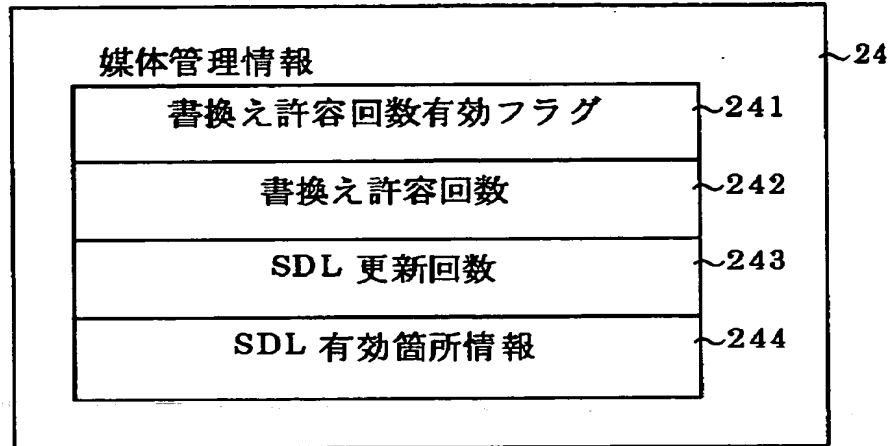 媒体管理情報 ~24
書換え許容回数有効フラグ ~241
書換え許容回数 ~242
SDL 更新回数 ~243
SDL 有効箇所情報 ~244